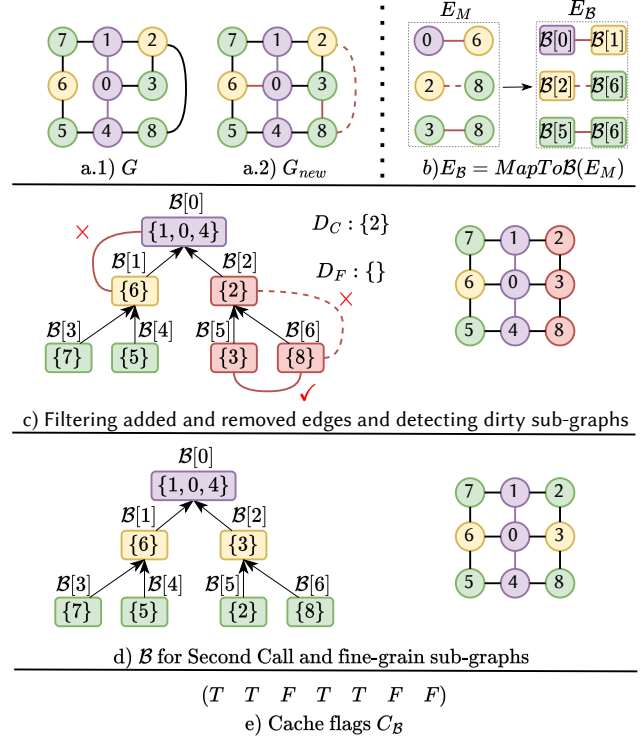 7 1 2 7 1 2
6 0 3 6 0 3
5 4 8 5 4 8
a.1) G a.2) G_new
E_M E_ℬ
0 6 ℬ[0] ℬ[1]
2 8 ℬ[2] ℬ[6]
3 8 ℬ[5] ℬ[6]
b)E_ℬ = MapToℬ(E_M)
ℬ[0]
{1, 0, 4}
ℬ[1] ℬ[2]
{6} {2}
ℬ[3] ℬ[4] ℬ[5] ℬ[6]
{7} {5} {3} {8}
D_C : {2}
D_F : {}
7 1 2
6 0 3
5 4 8
c) Filtering added and removed edges and detecting dirty sub-graphs
ℬ[0]
{1, 0, 4}
ℬ[1] ℬ[2]
{6} {3}
ℬ[3] ℬ[4] ℬ[5] ℬ[6]
{7} {5} {2} {8}
7 1 2
6 0 3
5 4 8
d) ℬ for Second Call and fine-grain sub-graphs
(T T F T T F F)
e) Cache flags C_ℬ